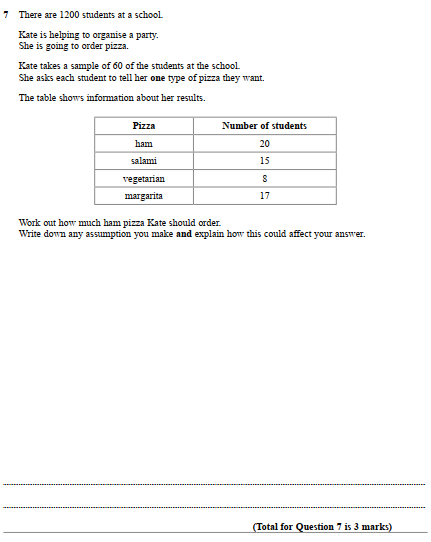 7 There are 1200 students at a school.
Kate is helping to organise a party.
She is going to order pizza.
Kate takes a sample of 60 of the students at the school.
She asks each student to tell her one type of pizza they want.
The table shows information about her results.
Pizza Number of students
ham 20
salami 15
vegetarian 8
margarita 17
Work out how much ham pizza Kate should order.
Write down any assumption you make and explain how this could affect your answer.
(Total for Question 7 is 3 marks)